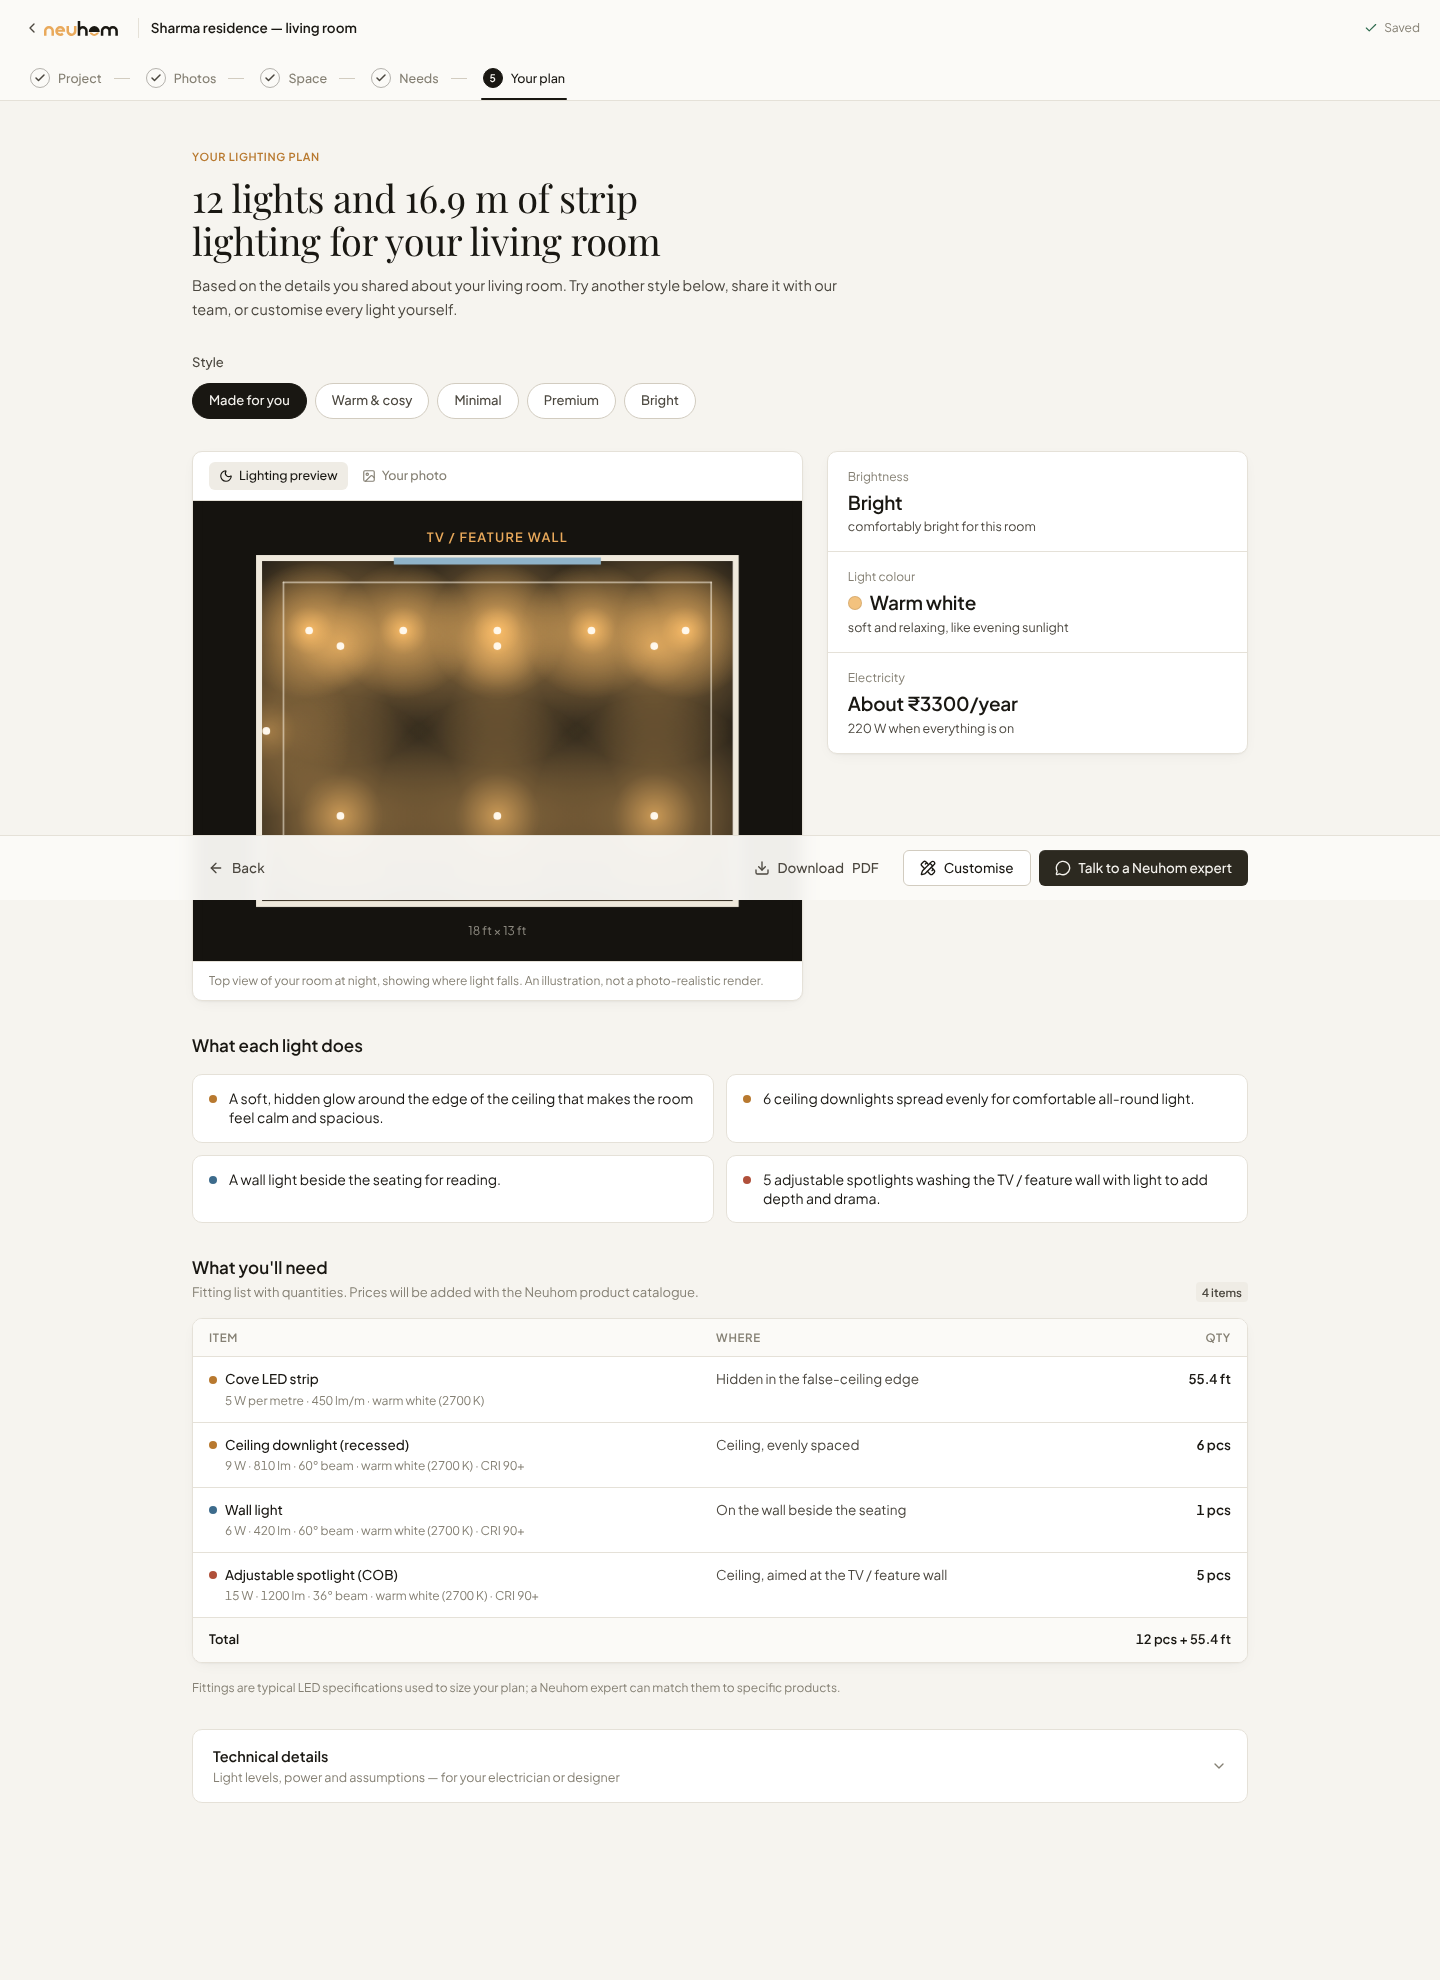 neuhom
Sharma residence — living room
Saved
Project
Photos
Space
Needs
5 Your plan
YOUR LIGHTING PLAN
12 lights and 16.9 m of strip
lighting for your living room
Based on the details you shared about your living room. Try another style below, share it with our
team, or customise every light yourself.
Style
Made for you
Warm & cosy
Minimal
Premium
Bright
Lighting preview
Your photo
TV / FEATURE WALL
Brightness
Bright
comfortably bright for this room
Light colour
Warm white
soft and relaxing, like evening sunlight
Electricity
About ₹3300/year
220 W when everything is on
Back
Download PDF
Customise
Talk to a Neuhom expert
18 ft × 13 ft
Top view of your room at night, showing where light falls. An illustration, not a photo-realistic render.
What each light does
A soft, hidden glow around the edge of the ceiling that makes the room
feel calm and spacious.
6 ceiling downlights spread evenly for comfortable all-round light.
A wall light beside the seating for reading.
5 adjustable spotlights washing the TV / feature wall with light to add
depth and drama.
What you'll need
Fitting list with quantities. Prices will be added with the Neuhom product catalogue.
4 items
ITEM
WHERE
QTY
Cove LED strip
Hidden in the false-ceiling edge
55.4 ft
5 W per metre · 450 lm/m · warm white (2700 K)
Ceiling downlight (recessed)
Ceiling, evenly spaced
6 pcs
9 W · 810 lm · 60° beam · warm white (2700 K) · CRI 90+
Wall light
On the wall beside the seating
1 pcs
6 W · 420 lm · 60° beam · warm white (2700 K) · CRI 90+
Adjustable spotlight (COB)
Ceiling, aimed at the TV / feature wall
5 pcs
15 W · 1200 lm · 36° beam · warm white (2700 K) · CRI 90+
Total
12 pcs + 55.4 ft
Fittings are typical LED specifications used to size your plan; a Neuhom expert can match them to specific products.
Technical details
Light levels, power and assumptions — for your electrician or designer